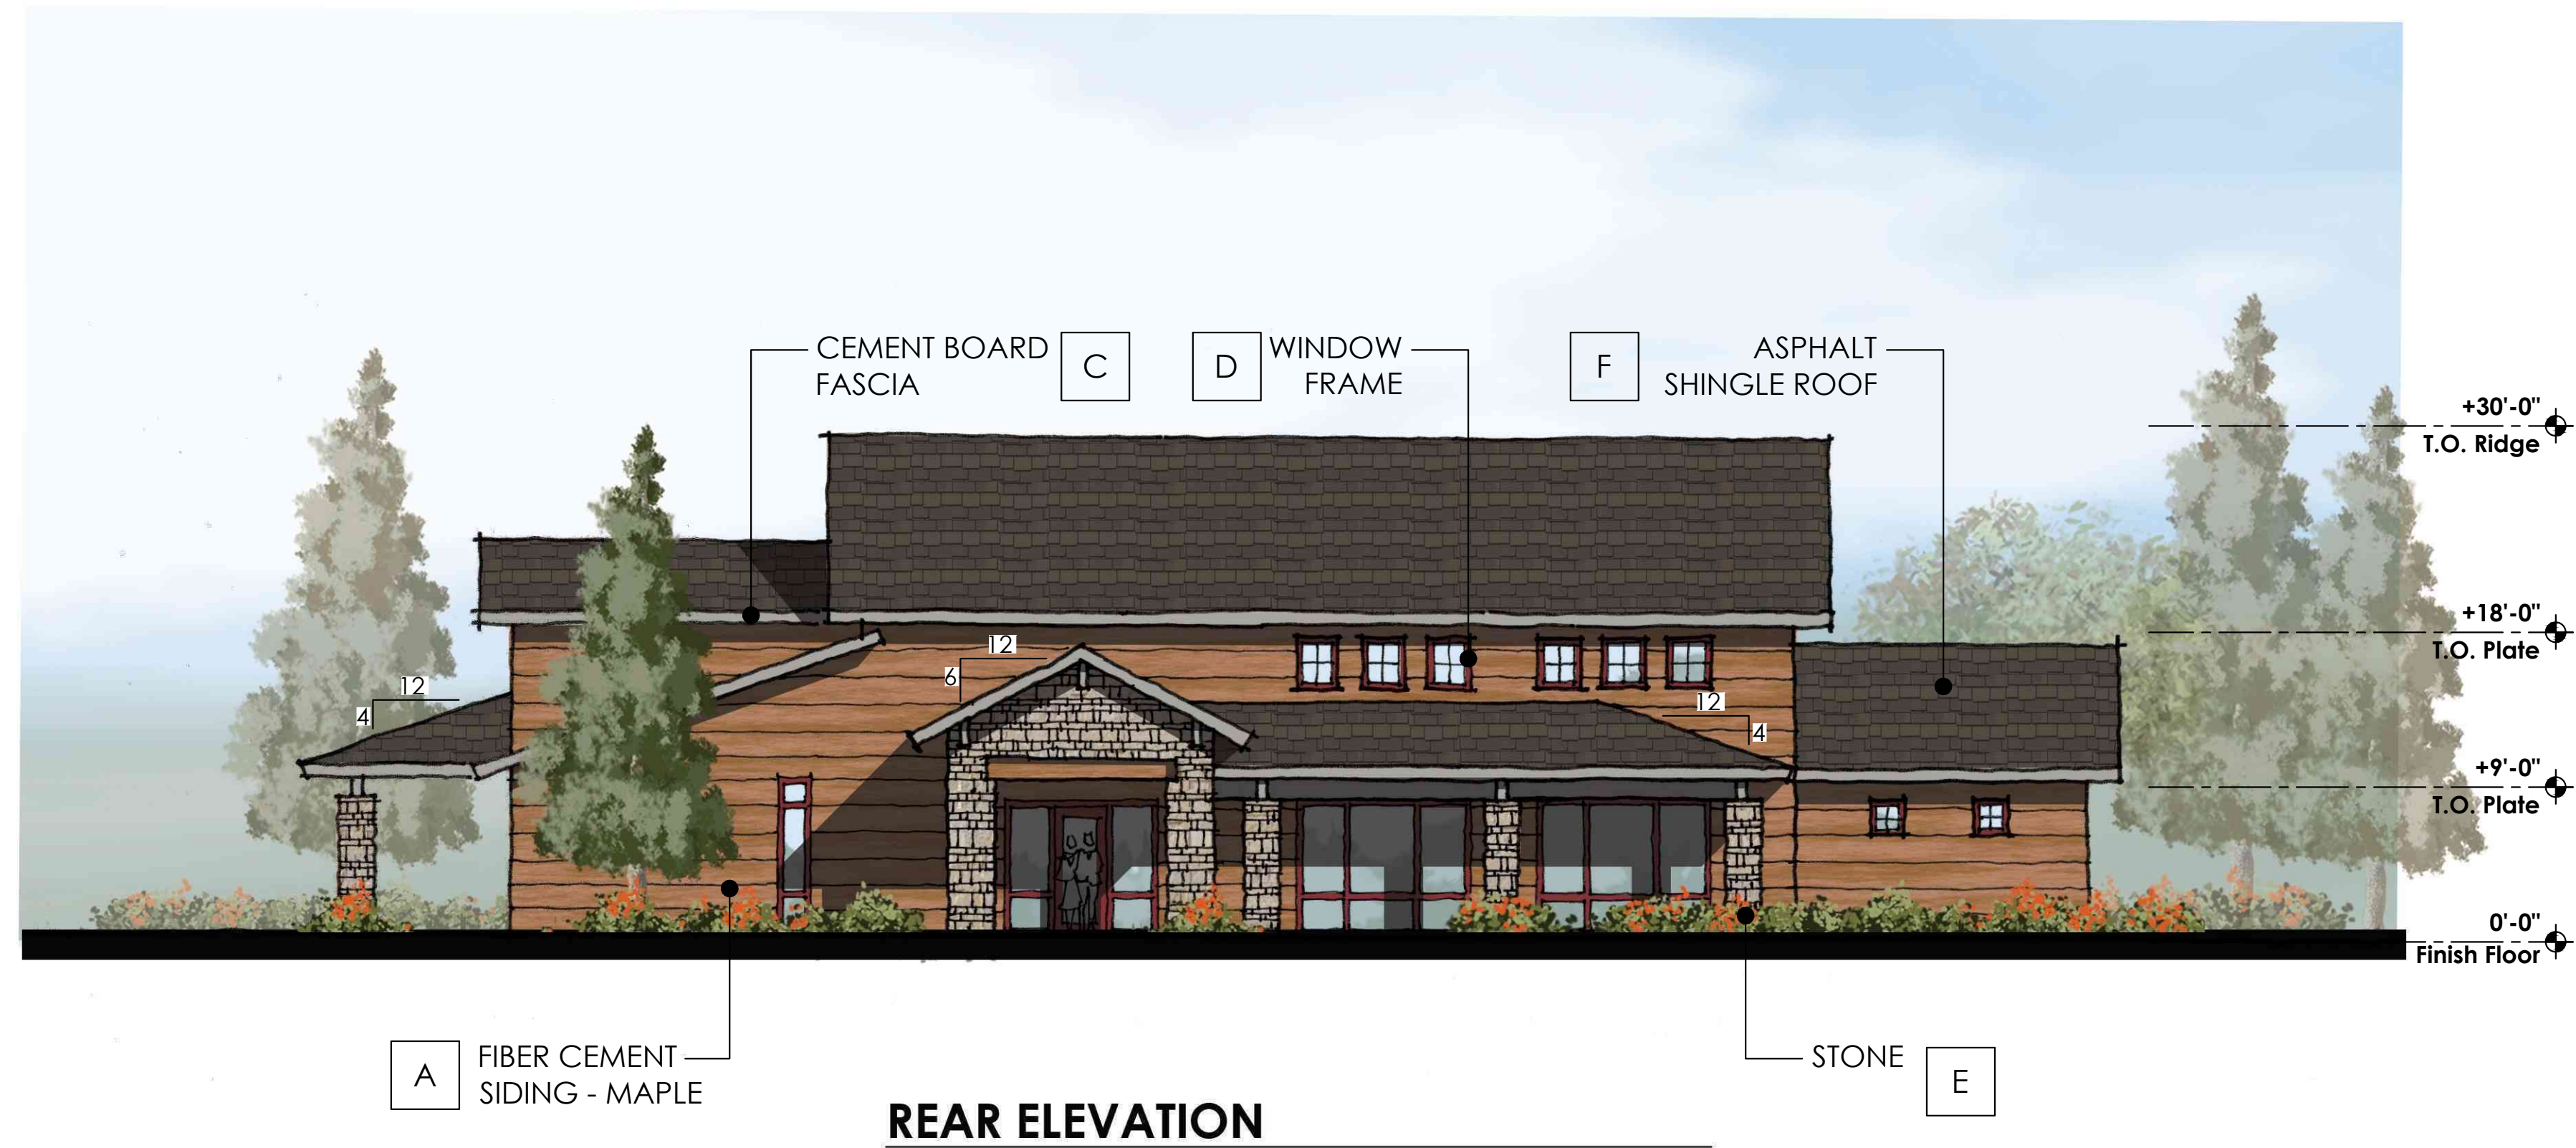 CEMENT BOARD
FASCIA
C
D
WINDOW
FRAME
F
ASPHALT
SHINGLE ROOF
+30'-0"
T.O. Ridge
+18'-0"
T.O. Plate
+9'-0"
T.O. Plate
0'-0"
Finish Floor
12
4
12
6
12
4
A
FIBER CEMENT
SIDING - MAPLE
STONE
E
REAR ELEVATION